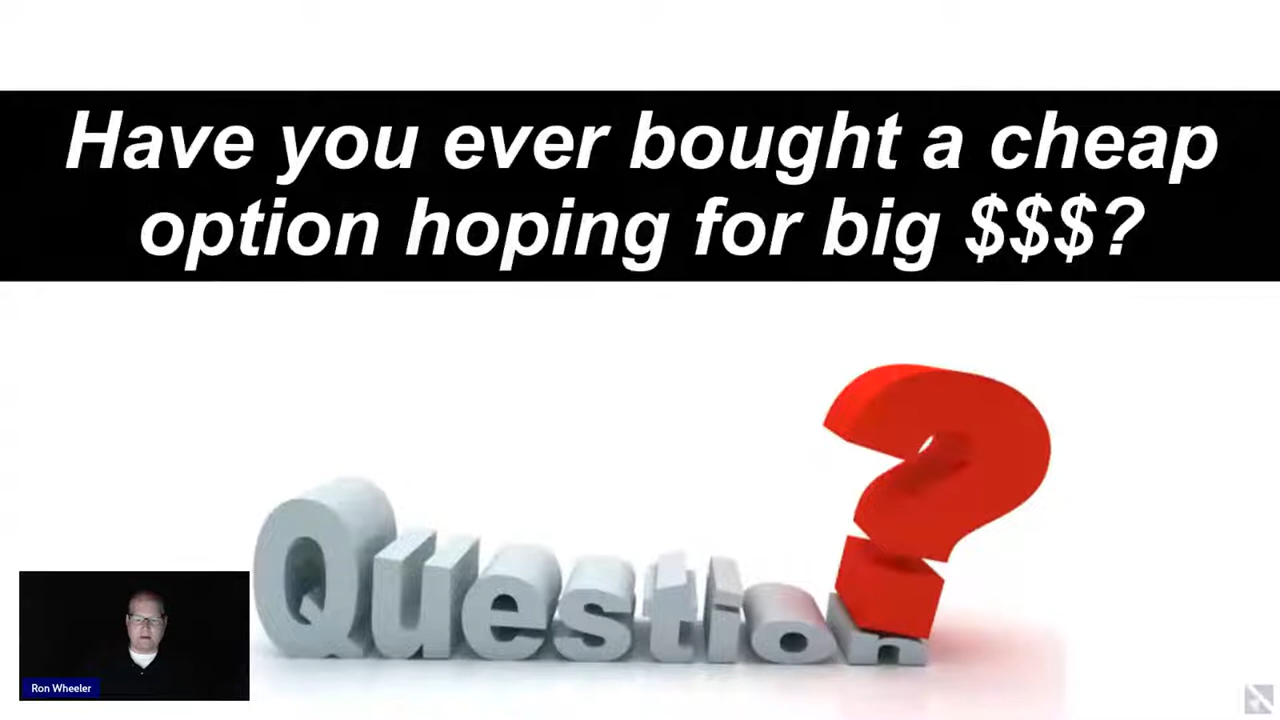 Have you ever bought a cheap
option hoping for big $$$?
Question?
Ron Wheeler